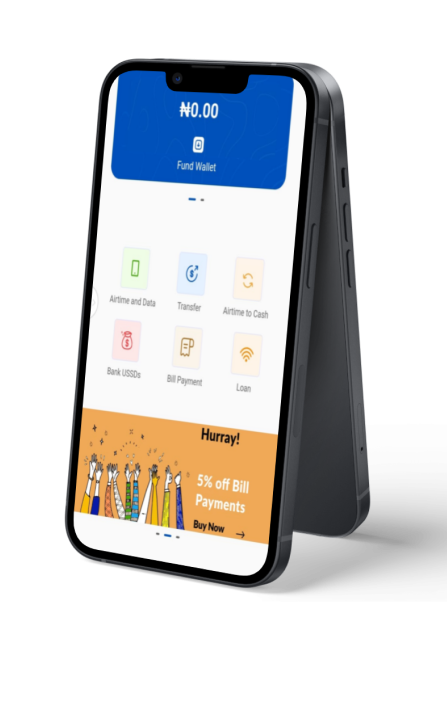 ₦0.00
Fund Wallet
Airtime and Data
Transfer
Airtime to Cash
Bank USSDs
Bill Payment
Loan
Hurray!
5% off Bill
Payments
Buy Now →